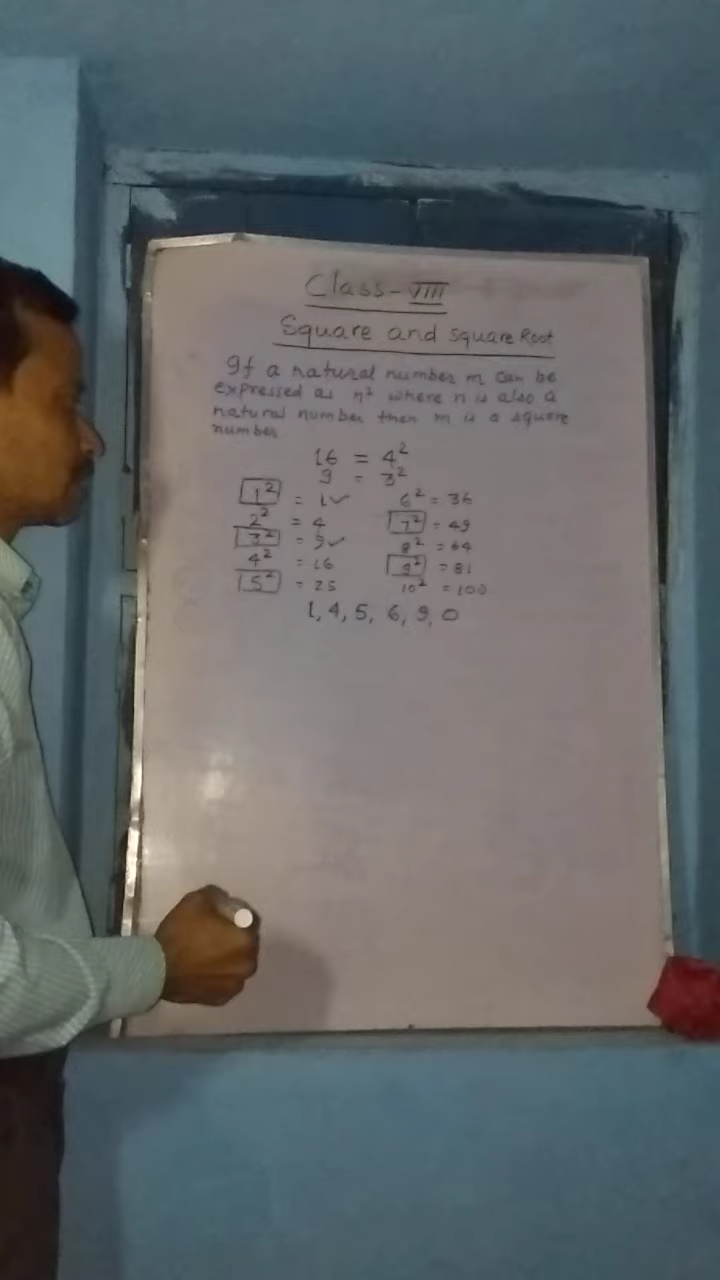 Class - VIII
Square and Square Root
If a natural number m can be
expressed as n² where n is also a
natural number then m is a square
number
16 = 4²
9 = 3²
1² = 1 ✓ 6² = 36
2² = 4 7² = 49
3² = 9 ✓ 8² = 64
4² = 16 9² = 81
5² = 25 10² = 100
1, 4, 5, 6, 9, 0